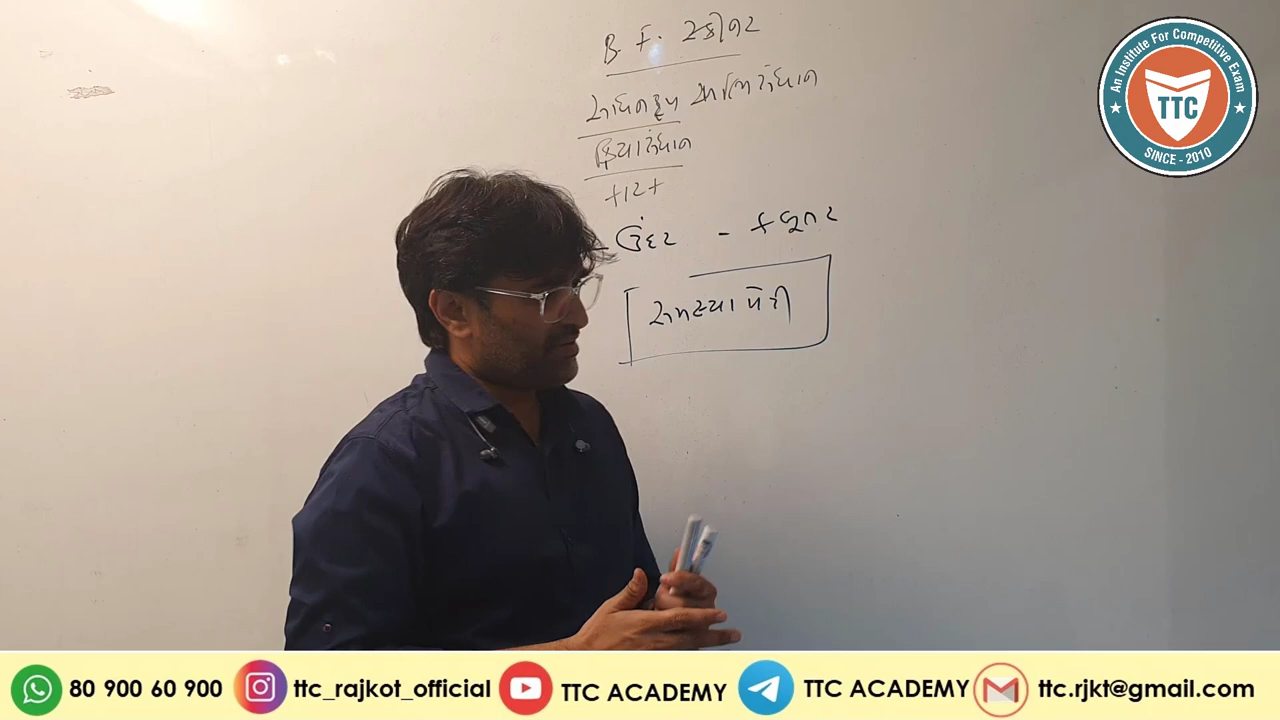 B. F. સ્કીનર
સાધનરૂપ અભિસંધાન
ક્રિયાસંધાન
ઉંદર - કબૂતર
સમસ્યા પેટી
An Institute For Competitive Exam
TTC
SINCE - 2010
80 900 60 900 ttc_rajkot_official TTC ACADEMY TTC ACADEMY ttc.rjkt@gmail.com